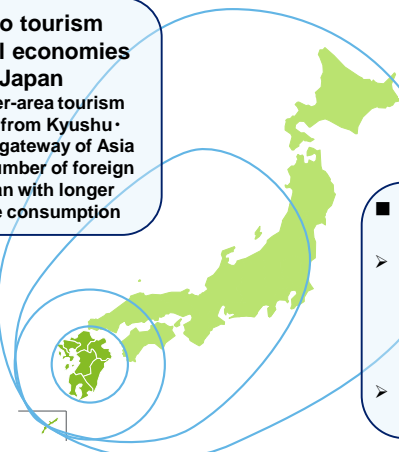 o tourism
l economies
Japan
er-area tourism
from Kyushu・
gateway of Asia
umber of foreign
an with longer
e consumption